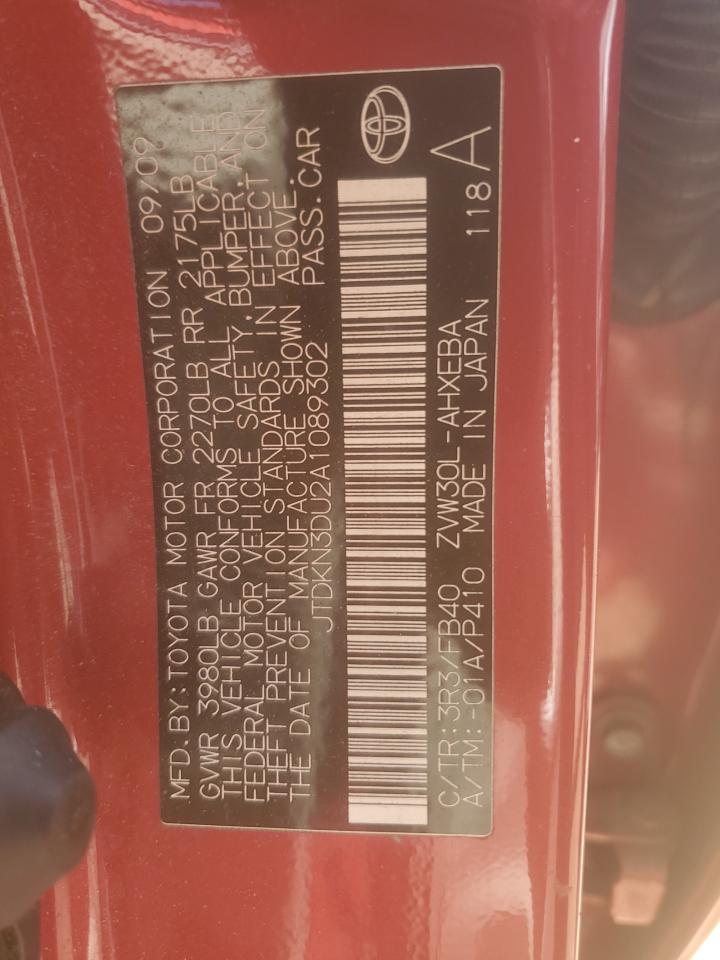 MFD.BY:TOYOTA MOTOR CORPORATION 09/09
GVWR 3980LB GAWR FR 2270LB RR 2175LB
THIS VEHICLE CONFORMS TO ALL APPLICABLE
FEDERAL MOTOR VEHICLE SAFETY,BUMPER,AND
THEFT PREVENTION STANDARDS IN EFFECT ON
THE DATE OF MANUFACTURE SHOWN ABOVE.
JTDKN3DU2A1089302 PASS.CAR
C/TR:3R3/FB40 ZVW30L-AHXEBA
A/TM:-01A/P410 MADE IN JAPAN 118 A